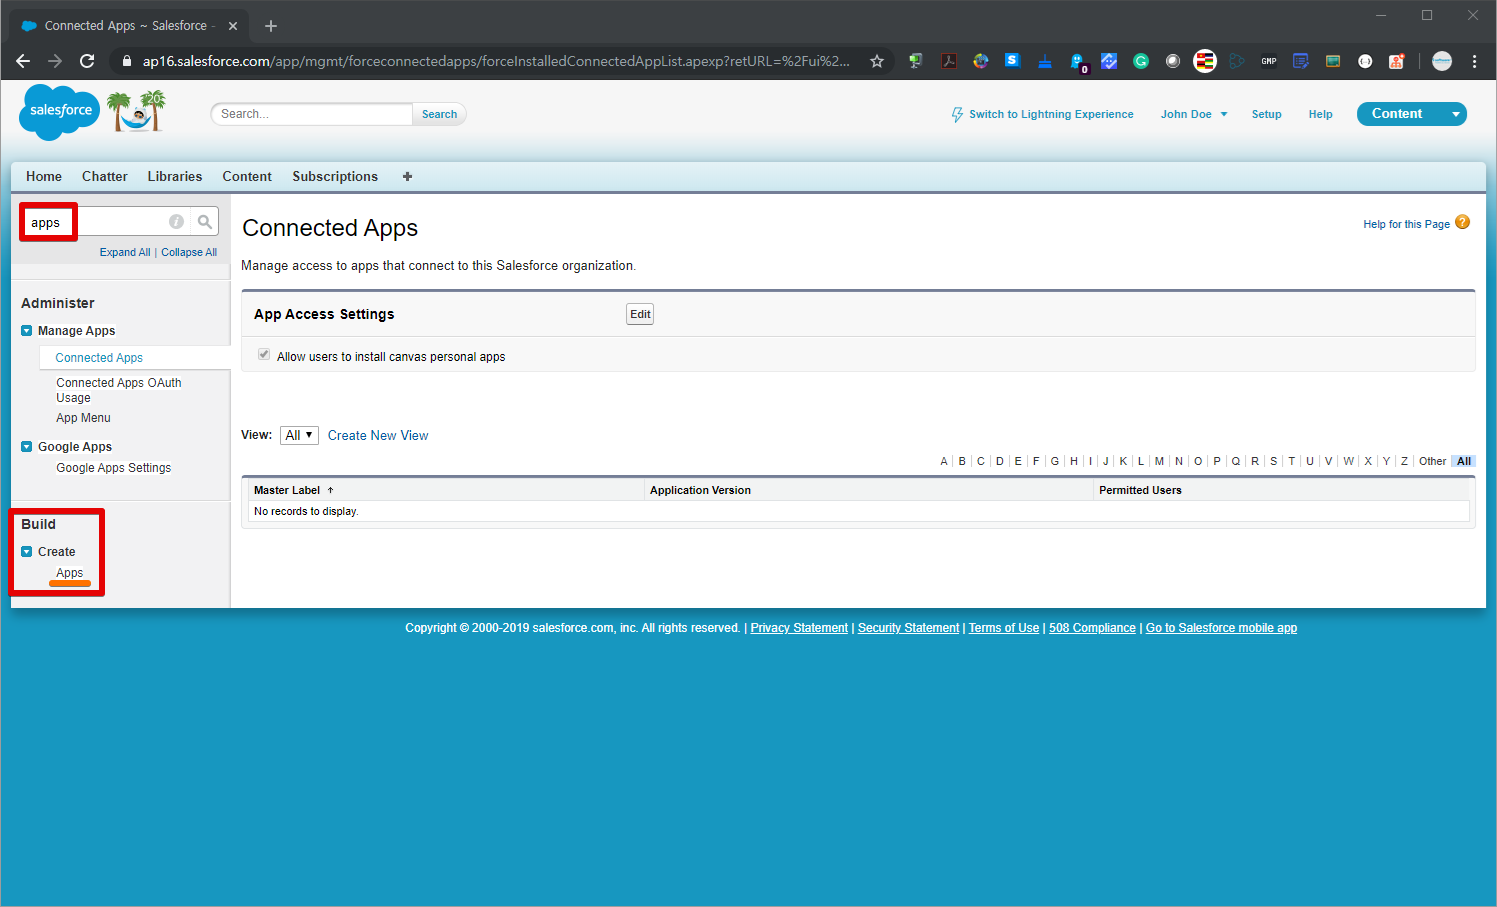 Connected Apps ~ Salesforce -
ap16.salesforce.com/app/mgmt/forceconnectedapps/forceInstalledConnectedAppList.apexp?retURL=%2Fui%2...
S
0
G
GMP
salesforce
20
Search...
Search
Switch to Lightning Experience
John Doe
Setup
Help
Content
Home
Chatter
Libraries
Content
Subscriptions
apps
Expand All | Collapse All
Administer
Manage Apps
Connected Apps
Connected Apps OAuth
Usage
App Menu
Google Apps
Google Apps Settings
Build
Create
Apps
Connected Apps
Help for this Page ?
Manage access to apps that connect to this Salesforce organization.
App Access Settings
Edit
Allow users to install canvas personal apps
View: All ▼ Create New View
A | B | C | D | E | F | G | H | I | J | K | L | M | N | O | P | Q | R | S | T | U | V | W | X | Y | Z | Other All
Master Label ↑
Application Version
Permitted Users
No records to display.
Copyright © 2000-2019 salesforce.com, inc. All rights reserved. | Privacy Statement | Security Statement | Terms of Use | 508 Compliance | Go to Salesforce mobile app